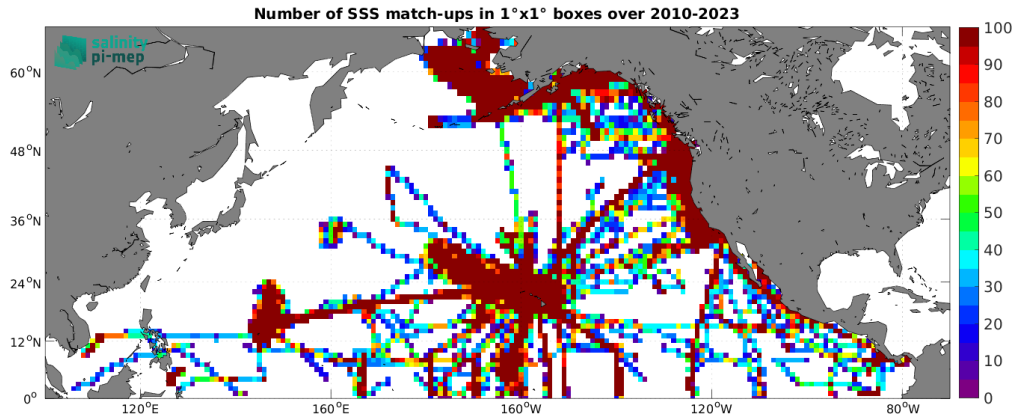 Number of SSS match-ups in 1°x1° boxes over 2010-2023
salinity
pi-mep
60°N
48°N
36°N
24°N
12°N
0°
120°E
160°E
160°W
120°W
80°W
100
90
80
70
60
50
40
30
20
10
0